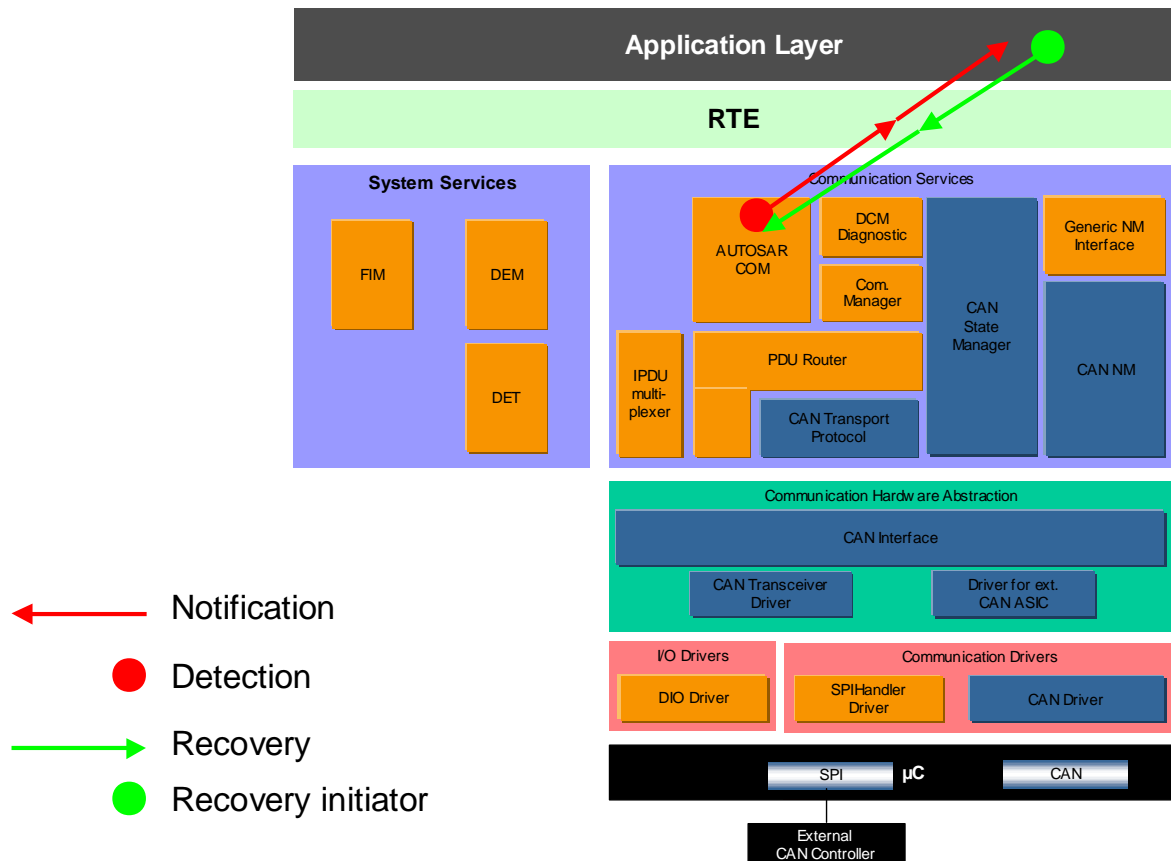 Application Layer
RTE
System Services
FIM
DEM
DET
Communication Services
AUTOSAR
COM
DCM
Diagnostic
Com.
Manager
CAN
State
Manager
Generic NM
Interface
CAN NM
IPDU
multi-
plexer
PDU Router
CAN Transport
Protocol
Communication Hardware Abstraction
CAN Interface
CAN Transceiver
Driver
Driver for ext.
CAN ASIC
I/O Drivers
DIO Driver
Communication Drivers
SPIHandler
Driver
CAN Driver
SPI
µC
CAN
External
CAN Controller
Notification
Detection
Recovery
Recovery initiator